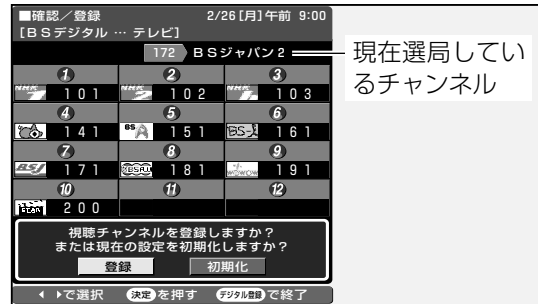 ■確認／登録 2/26[月]午前 9:00
[BSデジタル … テレビ]
172 BSジャパン2
現在選局してい
るチャンネル
1 2 3
101 102 103
4 5 6
141 BS 151 BS-i 161
7 8 9
BSJ 171 181 WOWOW 191
10 11 12
200
視聴チャンネルを登録しますか？
または現在の設定を初期化しますか？
登録 初期化
で選択 決定を押す デジタル登録で終了